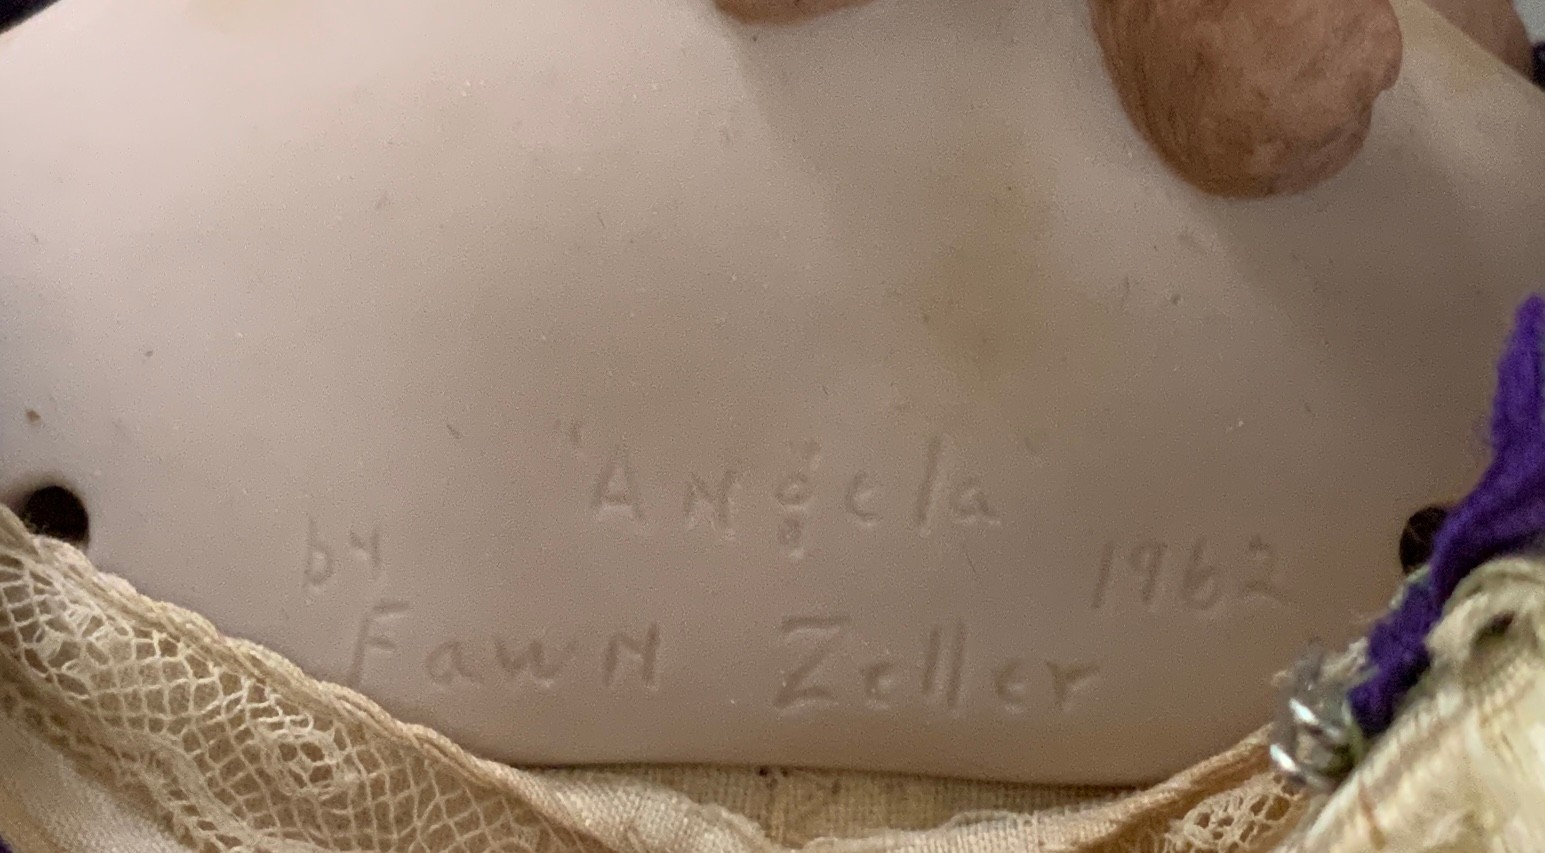 "Angela"
by 1962
Fawn Zeller